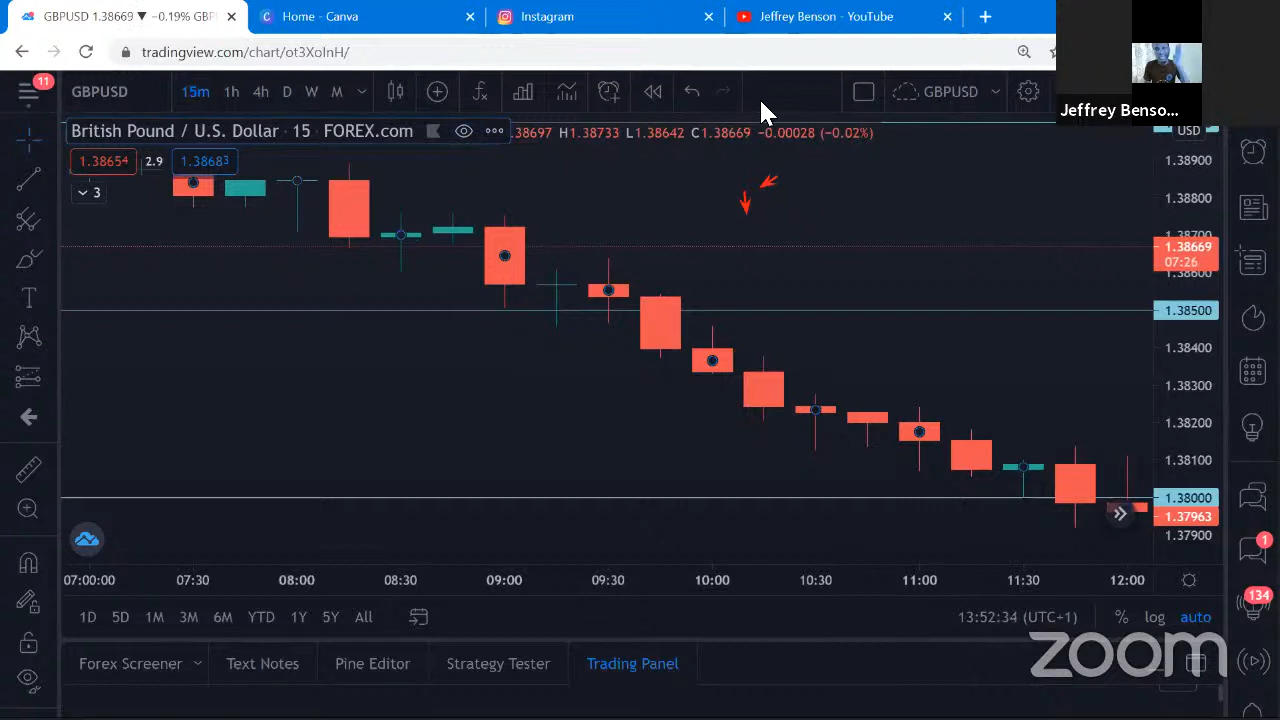 GBPUSD 1.38669 ▼ −0.19% GBP
Home - Canva
Instagram
Jeffrey Benson - YouTube
tradingview.com/chart/ot3XoInH/
Jeffrey Benso...
11
GBPUSD
15m 1h 4h D W M
GBPUSD
British Pound / U.S. Dollar · 15 · FOREX.com
.38697 H1.38733 L1.38642 C1.38669 −0.00028 (−0.02%)
USD
1.38654 2.9 1.38683
3
1.38900
1.38800
1.38700
1.38669
07:26
1.38600
1.38500
1.38400
1.38300
1.38200
1.38100
1.38000
1.37963
1.37900
07:00:00 07:30 08:00 08:30 09:00 09:30 10:00 10:30 11:00 11:30 12:00
1D 5D 1M 3M 6M YTD 1Y 5Y All
13:52:34 (UTC+1) % log auto
1
134
Forex Screener Text Notes Pine Editor Strategy Tester Trading Panel
zoom